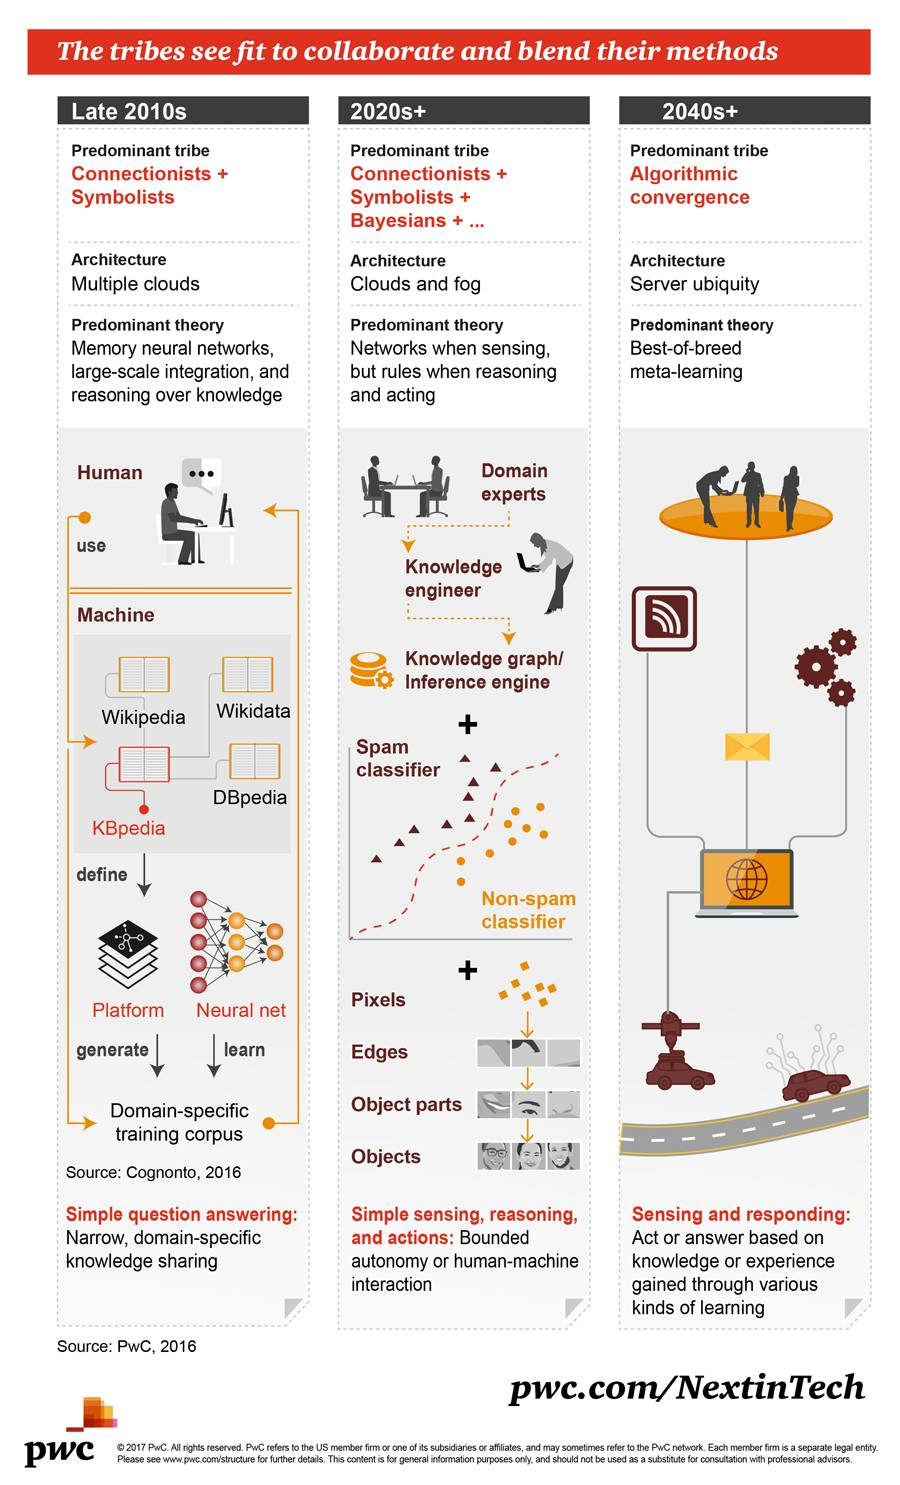 The tribes see fit to collaborate and blend their methods
Late 2010s
Predominant tribe
Connectionists +
Symbolists
Architecture
Multiple clouds
Predominant theory
Memory neural networks,
large-scale integration, and
reasoning over knowledge
Human
use
Machine
Wikipedia
Wikidata
DBpedia
KBpedia
define
Platform
Neural net
generate
learn
Domain-specific
training corpus
Source: Cognonto, 2016
Simple question answering:
Narrow, domain-specific
knowledge sharing
2020s+
Predominant tribe
Connectionists +
Symbolists +
Bayesians + ...
Architecture
Clouds and fog
Predominant theory
Networks when sensing,
but rules when reasoning
and acting
Domain
experts
Knowledge
engineer
Knowledge graph/
Inference engine
+
Spam
classifier
Non-spam
classifier
+
Pixels
Edges
Object parts
Objects
Simple sensing, reasoning,
and actions: Bounded
autonomy or human-machine
interaction
2040s+
Predominant tribe
Algorithmic
convergence
Architecture
Server ubiquity
Predominant theory
Best-of-breed
meta-learning
Sensing and responding:
Act or answer based on
knowledge or experience
gained through various
kinds of learning
Source: PwC, 2016
pwc.com/NextinTech
pwc
© 2017 PwC. All rights reserved. PwC refers to the US member firm or one of its subsidiaries or affiliates, and may sometimes refer to the PwC network. Each member firm is a separate legal entity.
Please see www.pwc.com/structure for further details. This content is for general information purposes only, and should not be used as a substitute for consultation with professional advisors.